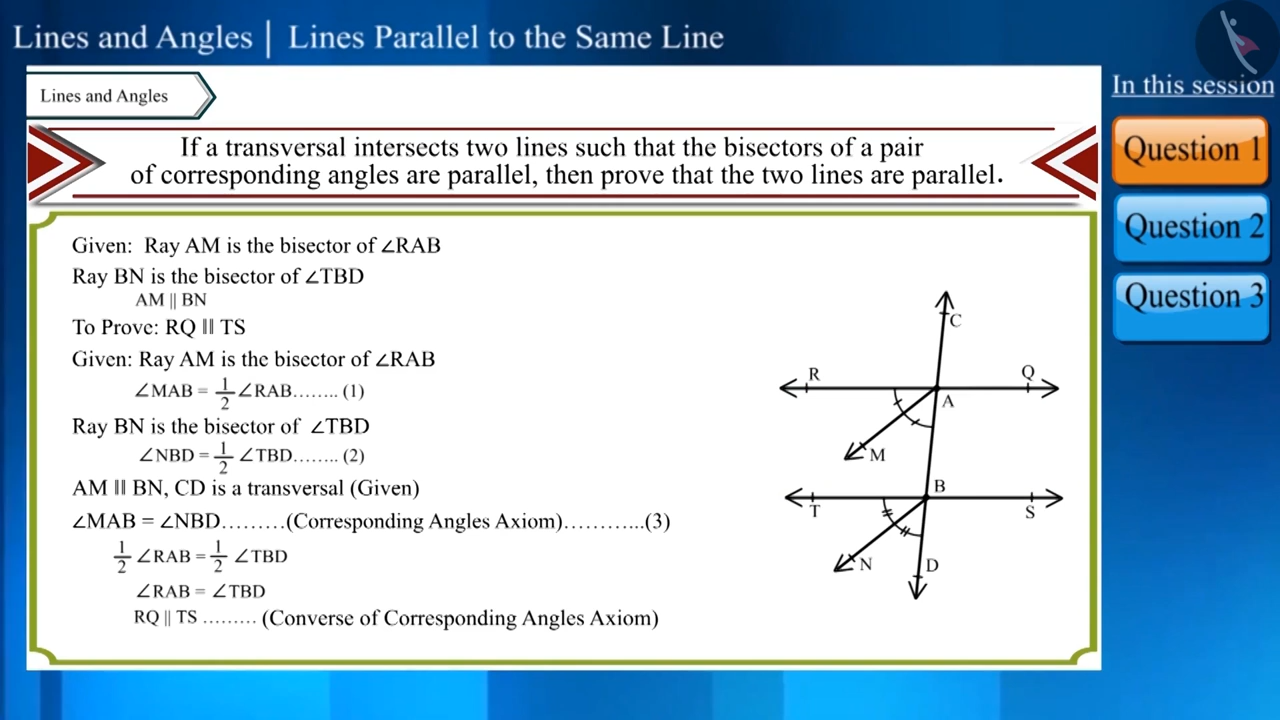 Lines and Angles | Lines Parallel to the Same Line
In this session
Lines and Angles
If a transversal intersects two lines such that the bisectors of a pair
of corresponding angles are parallel, then prove that the two lines are parallel.
Question 1
Question 2
Question 3
Given: Ray AM is the bisector of ∠RAB
Ray BN is the bisector of ∠TBD
AM || BN
To Prove: RQ || TS
Given: Ray AM is the bisector of ∠RAB
∠MAB = 1/2 ∠RAB........ (1)
Ray BN is the bisector of ∠TBD
∠NBD = 1/2 ∠TBD........ (2)
AM || BN, CD is a transversal (Given)
∠MAB = ∠NBD.........(Corresponding Angles Axiom)..............(3)
1/2 ∠RAB = 1/2 ∠TBD
∠RAB = ∠TBD
RQ || TS ......... (Converse of Corresponding Angles Axiom)
C
R
Q
A
M
B
T
S
N
D